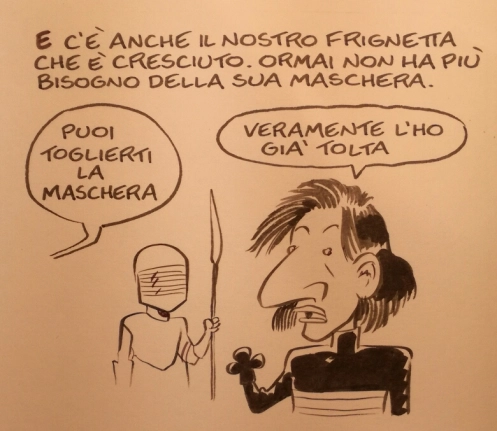 E C'È ANCHE IL NOSTRO FRIGNETTA
CHE È CRESCIUTO. ORMAI NON HA PIÙ
BISOGNO DELLA SUA MASCHERA.
PUOI
TOGLIERTI
LA
MASCHERA
VERAMENTE L'HO
GIA' TOLTA